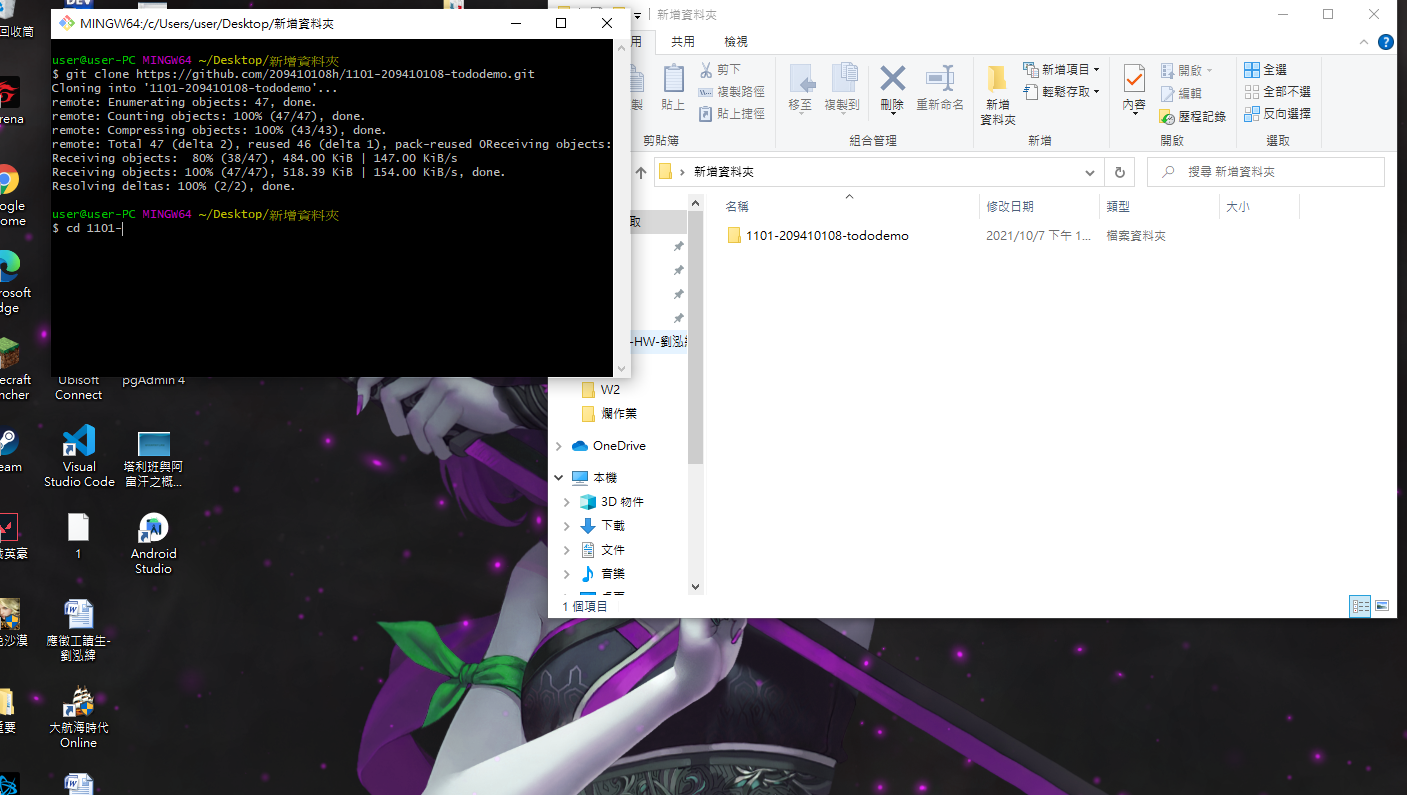 MINGW64:/c/Users/user/Desktop/新增資料夾
user@user-PC MINGW64 ~/Desktop/新增資料夾
$ git clone https://github.com/209410108h/1101-209410108-tododemo.git
Cloning into '1101-209410108-tododemo'...
remote: Enumerating objects: 47, done.
remote: Counting objects: 100% (47/47), done.
remote: Compressing objects: 100% (43/43), done.
remote: Total 47 (delta 2), reused 46 (delta 1), pack-reused 0Receiving objects:
Receiving objects:  80% (38/47), 484.00 KiB | 147.00 KiB/s
Receiving objects: 100% (47/47), 518.39 KiB | 154.00 KiB/s, done.
Resolving deltas: 100% (2/2), done.
user@user-PC MINGW64 ~/Desktop/新增資料夾
$ cd 1101-
新增資料夾
用 共用 檢視
製
貼上
剪下
複製路徑
貼上捷徑
剪貼簿
移至 複製到 刪除 重新命名
組合管理
新增
資料夾
新增項目
輕鬆存取
新增
內容
開啟
編輯
歷程記錄
開啟
全選
全部不選
反向選擇
選取
新增資料夾
搜尋 新增資料夾
名稱 修改日期 類型 大小
1101-209410108-tododemo 2021/10/7 下午 1... 檔案資料夾
取
-HW-劉泓
W2
爛作業
OneDrive
本機
3D 物件
下載
文件
音樂
1 個項目
回收筒
DEV
rena
ogle
ome
rosoft
dge
ecraft
ncher
Ubisoft
Connect
pgAdmin 4
eam
Visual
Studio Code
塔利班與阿
富汗之概...
英豪
1
Android
Studio
沙漠
應徵工讀生-
劉泓緯
重要
大航海時代
Online